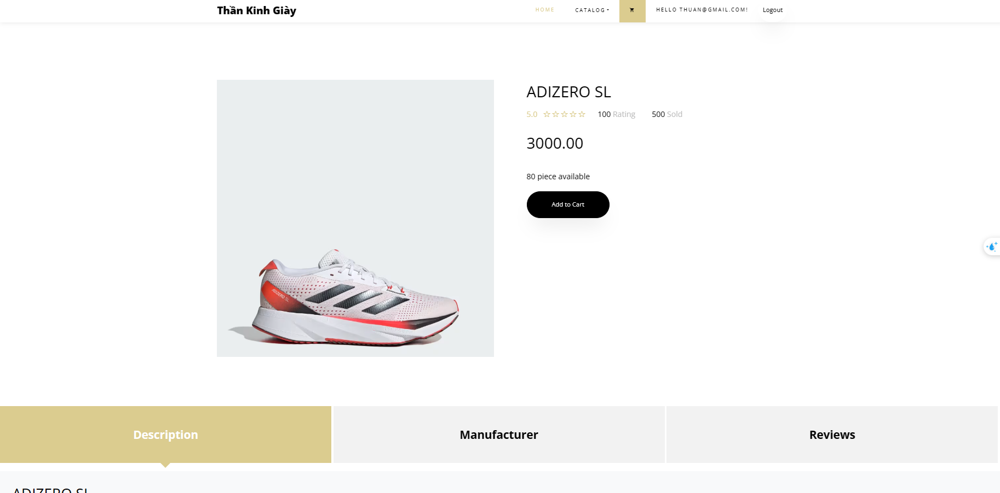 Thần Kinh Giày
HOME
CATALOG
HELLO THUAN@GMAIL.COM!
Logout
ADIZERO SL
5.0 ☆☆☆☆☆ 100 Rating 500 Sold
3000.00
80 piece available
Add to Cart
ADIZERO SL
Description
Manufacturer
Reviews
ADIZERO SL